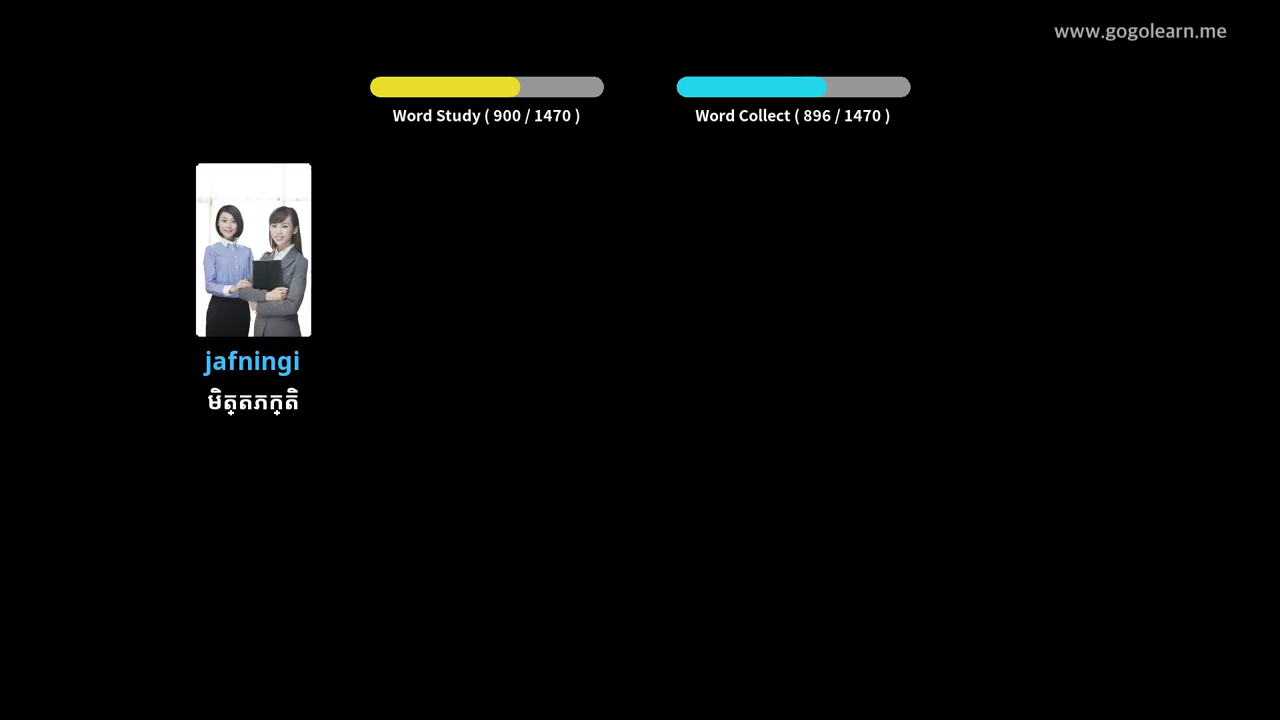 www.gogolearn.me
Word Study ( 900 / 1470 )
Word Collect ( 896 / 1470 )
jafningi
មិត្តភក្តិ